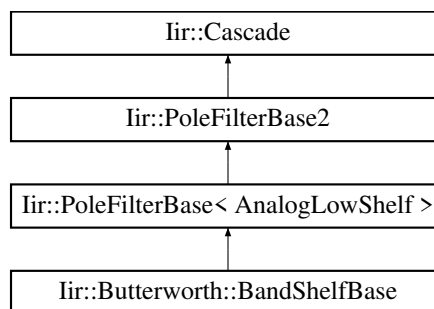 Iir::Cascade
Iir::PoleFilterBase2
Iir::PoleFilterBase< AnalogLowShelf >
Iir::Butterworth::BandShelfBase